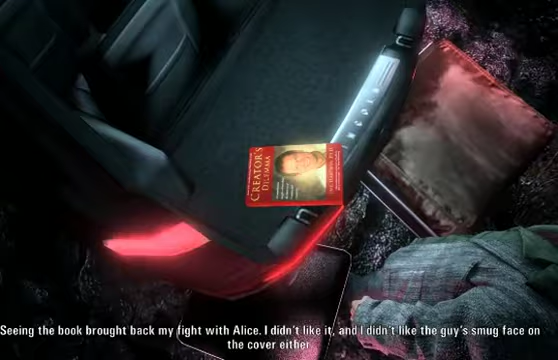 CREATOR'S
DILEMMA
LINCOLN
Seeing the book brought back my fight with Alice. I didn't like it, and I didn't like the guy's smug face on
the cover either.